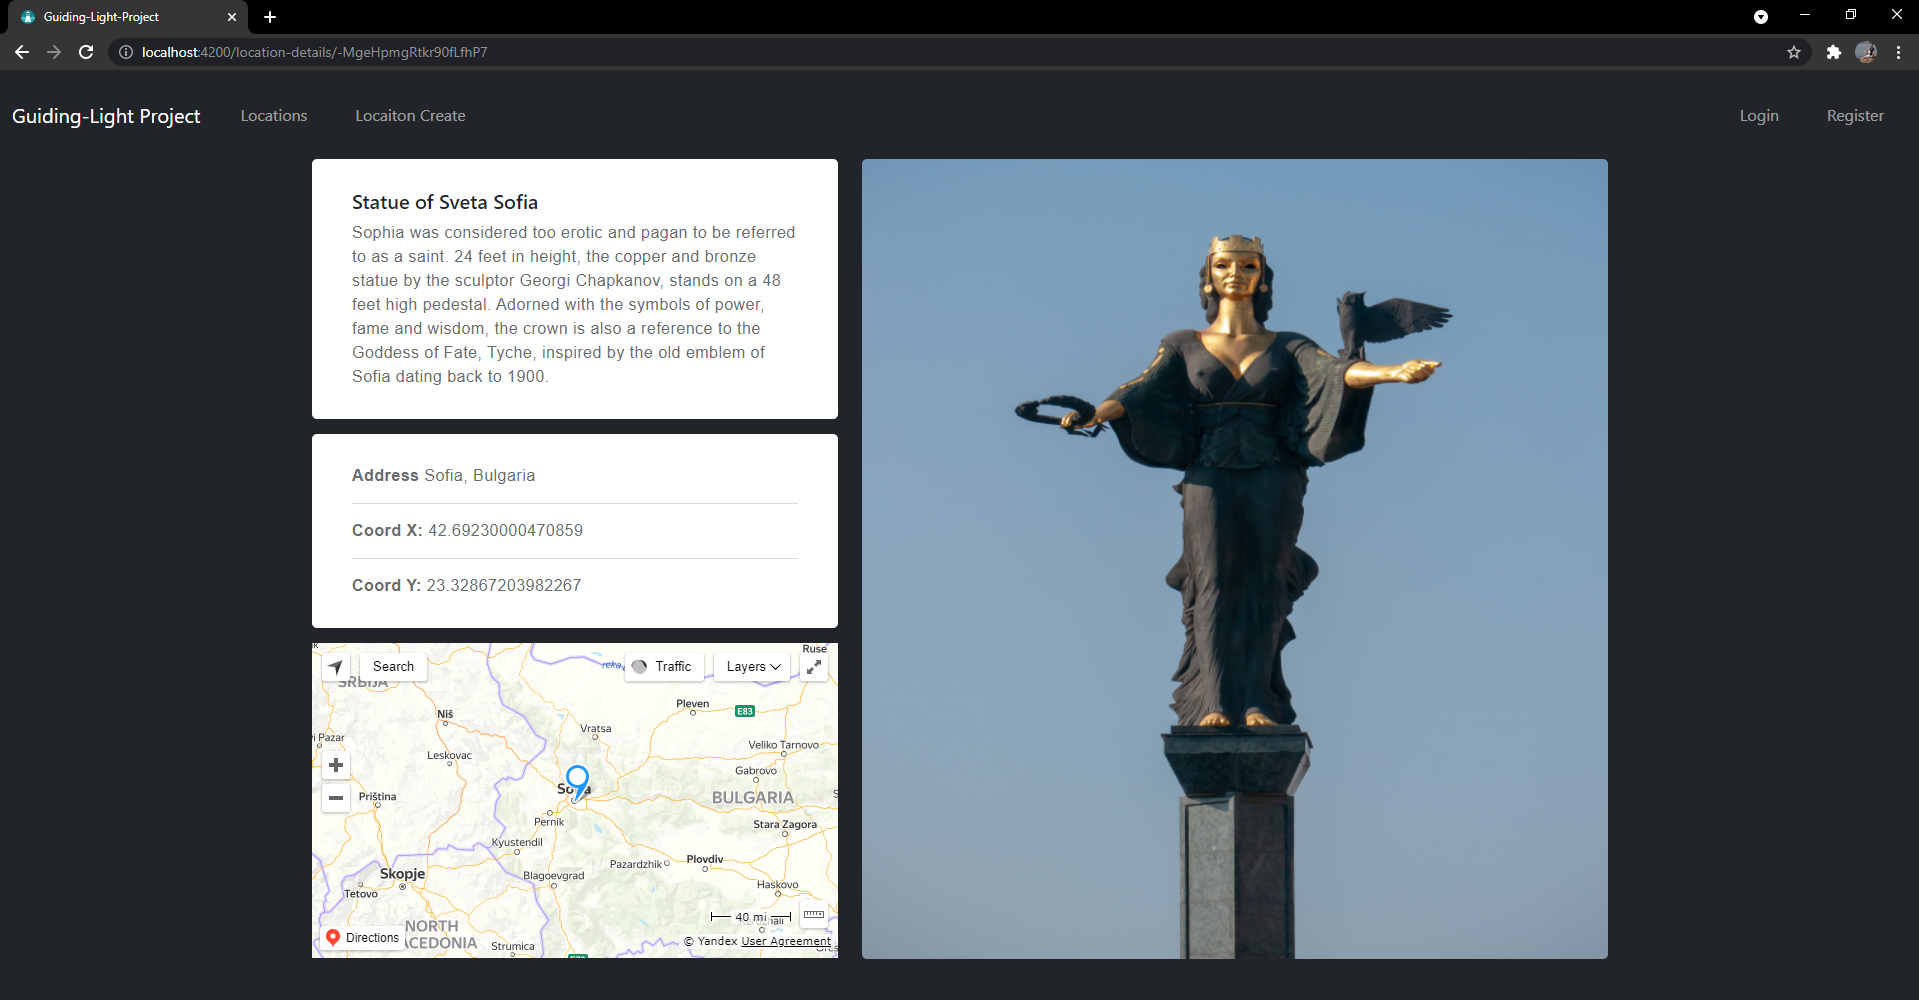 Guiding-Light-Project
localhost:4200/location-details/-MgeHpmgRtkr90fLfhP7
Guiding-Light Project
Locations
Locaiton Create
Login
Register
Statue of Sveta Sofia
Sophia was considered too erotic and pagan to be referred
to as a saint. 24 feet in height, the copper and bronze
statue by the sculptor Georgi Chapkanov, stands on a 48
feet high pedestal. Adorned with the symbols of power,
fame and wisdom, the crown is also a reference to the
Goddess of Fate, Tyche, inspired by the old emblem of
Sofia dating back to 1900.
Address Sofia, Bulgaria
Coord X: 42.69230000470859
Coord Y: 23.32867203982267
Search
Traffic
Layers
Ruse
reka
SRBIJA
Niš
Pleven
E83
Vratsa
vi Pazar
Leskovac
Veliko Tarnovo
Gabrovo
Priština
BULGARIA
Pernik
Stara Zagora
Kyustendil
Pazardzhik
Plovdiv
Skopje
Blagoevgrad
Haskovo
Tetovo
40 mi
NORTH
ACEDONIA
Directions
Strumica
© Yandex User Agreement